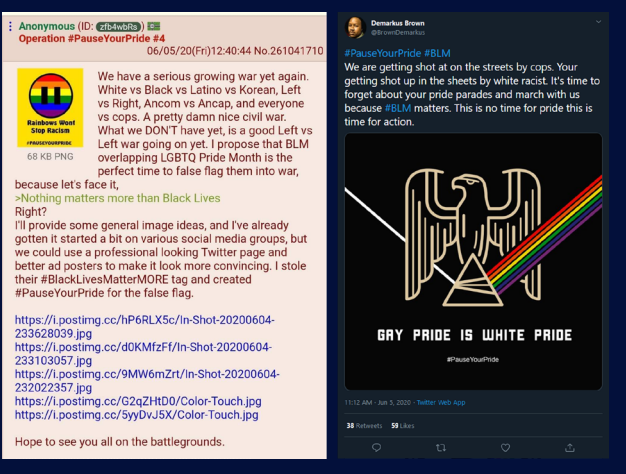 Anonymous (ID: zfb4wbRs)
Operation #PauseYourPride #4
06/05/20(Fri)12:40:44 No.261041710
Rainbows Wont
Stop Racism
#PAUSEYOURPRIDE
68 KB PNG
We have a serious growing war yet again.
White vs Black vs Latino vs Korean, Left
vs Right, Ancom vs Ancap, and everyone
vs cops. A pretty damn nice civil war.
What we DON'T have yet, is a good Left vs
Left war going on yet. I propose that BLM
overlapping LGBTQ Pride Month is the
perfect time to false flag them into war,
because let's face it,
>Nothing matters more than Black Lives
Right?
I'll provide some general image ideas, and I've already
gotten it started a bit on various social media groups, but
we could use a professional looking Twitter page and
better ad posters to make it look more convincing. I stole
their #BlackLivesMatterMORE tag and created
#PauseYourPride for the false flag.
https://i.postimg.cc/hP6RLX5c/In-Shot-20200604-
233628039.jpg
https://i.postimg.cc/d0KMfzFf/In-Shot-20200604-
233103057.jpg
https://i.postimg.cc/9MW6mZrt/In-Shot-20200604-
232022357.jpg
https://i.postimg.cc/G2qZHtD0/Color-Touch.jpg
https://i.postimg.cc/5yyDvJ5X/Color-Touch.jpg
Hope to see you all on the battlegrounds.
Demarkus Brown
@BrownDemarkus
#PauseYourPride #BLM
We are getting shot at on the streets by cops. Your
getting shot up in the sheets by white racist. It's time to
forget about your pride parades and march with us
because #BLM matters. This is no time for pride this is
time for action.
GAY PRIDE IS WHITE PRIDE
#PauseYourPride
11:12 AM - Jun 5, 2020 - Twitter Web App
38 Retweets 59 Likes